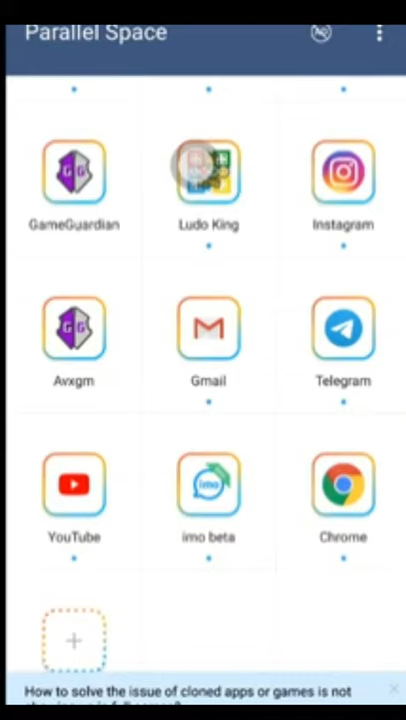 Parallel Space
GameGuardian
Ludo King
Instagram
Avxgm
Gmail
Telegram
YouTube
imo
imo beta
Chrome
How to solve the issue of cloned apps or games is not